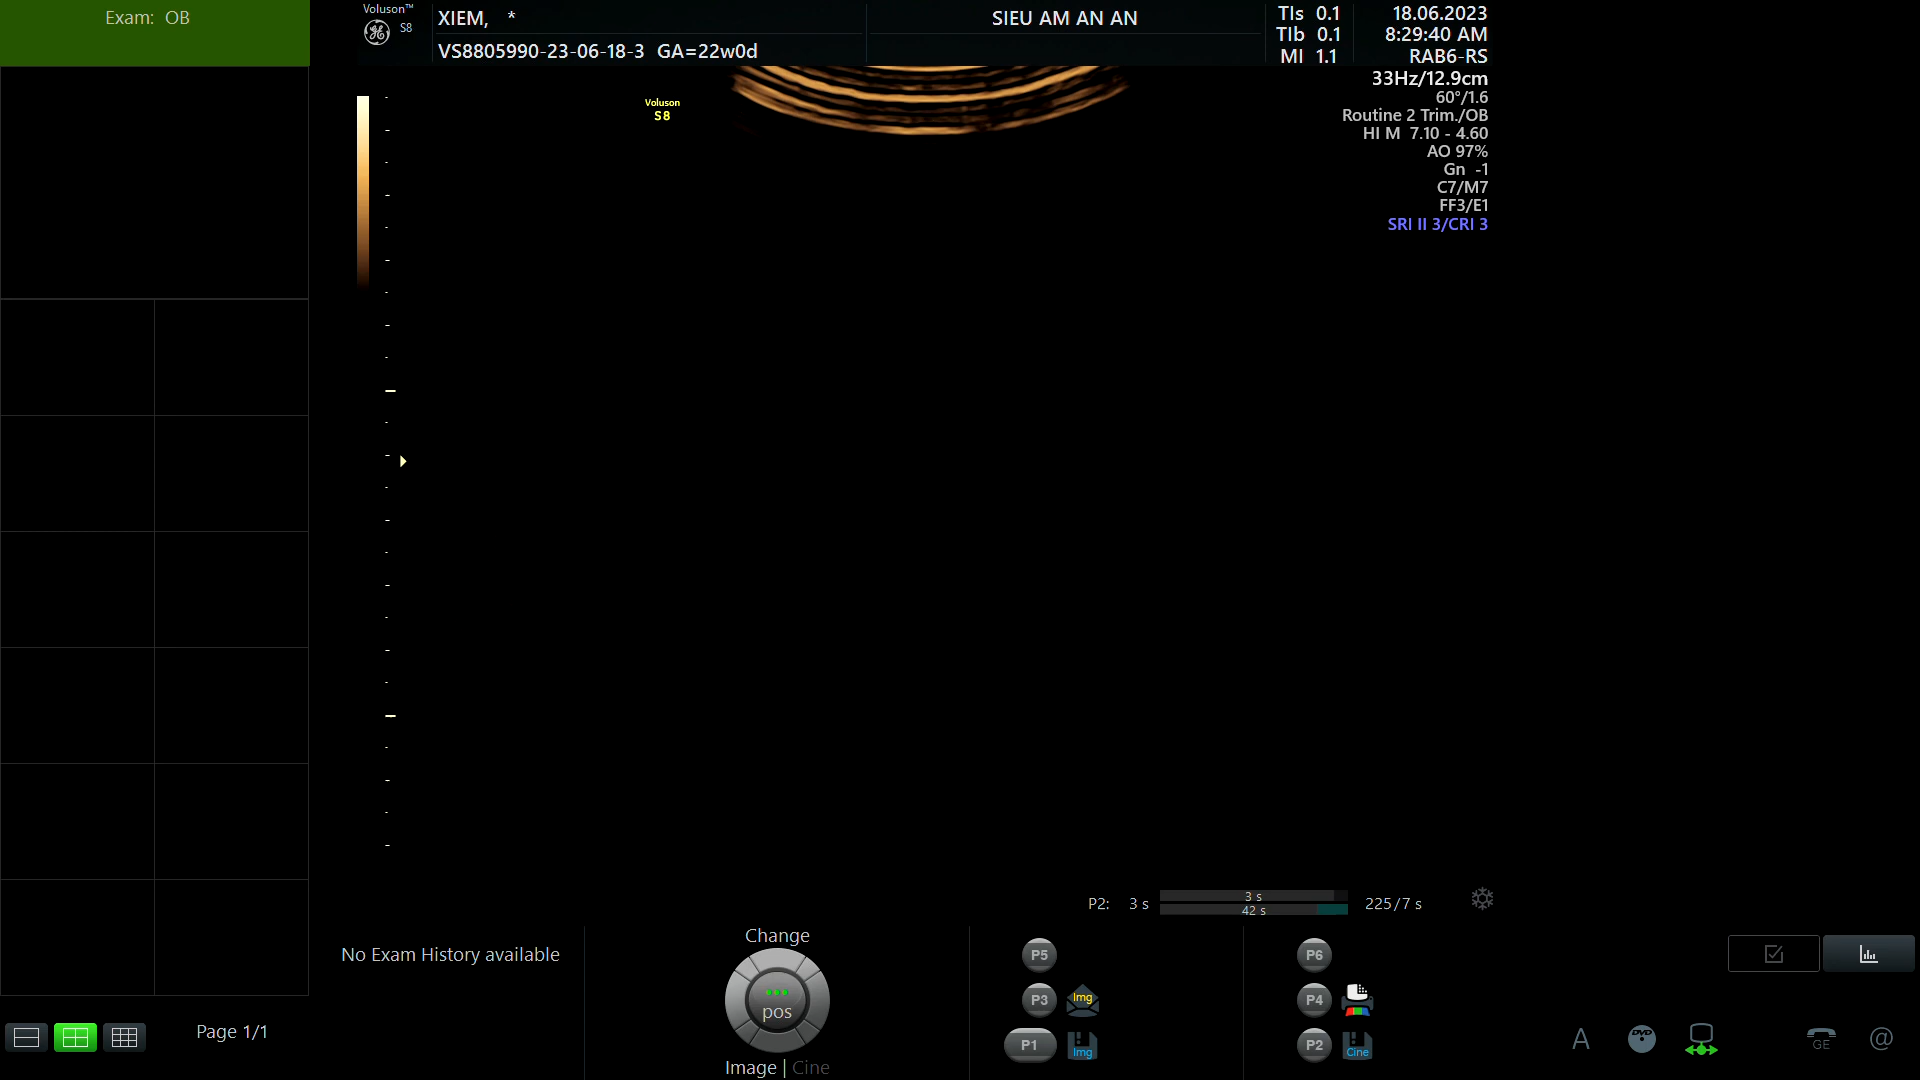 Exam: OB
Voluson™
S8
XIEM, *
VS8805990-23-06-18-3 GA=22w0d
SIEU AM AN AN
TIs 0.1
TIb 0.1
MI 1.1
18.06.2023
8:29:40 AM
RAB6-RS
33Hz/12.9cm
60°/1.6
Routine 2 Trim./OB
HI M 7.10 - 4.60
AO 97%
Gn -1
C7/M7
FF3/E1
SRI II 3/CRI 3
Voluson
S8
P2: 3 s
3 s
42 s
225/7 s
No Exam History available
Change
pos
Image | Cine
P5
P3 Img
P1 Img
P6
P4
P2 Cine
Page 1/1
A
DVD
GE
@